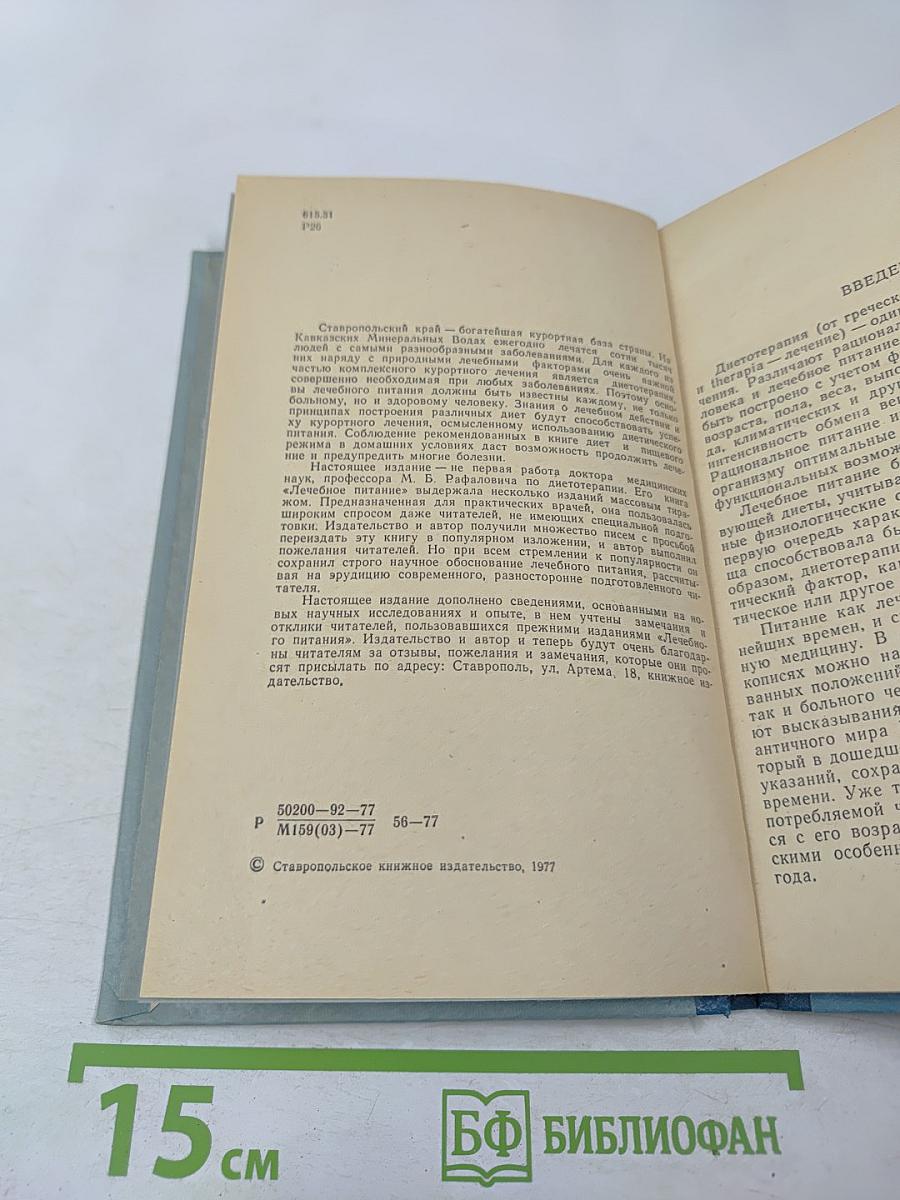 615.31
Р26
Ставропольский край — богатейшая курортная база страны. На
Кавказских Минеральных Водах ежегодно лечатся сотни тысяч
людей с самыми разнообразными заболеваниями. Для каждого из
них наряду с природными лечебными факторами очень важной
частью комплексного курортного лечения является диетотерапия,
совершенно необходимая при любых заболеваниях. Поэтому осно-
вы лечебного питания должны быть известны каждому, не только
больному, но и здоровому человеку. Знания о лечебном действии и
принципах построения различных диет будут способствовать успе-
ху курортного лечения, осмысленному использованию диетического
питания. Соблюдение рекомендованных в книге диет и пищевого
режима в домашних условиях даст возможность продолжить лече-
ние и предупредить многие болезни.
Настоящее издание — не первая работа доктора медицинских
наук, профессора М. Б. Рафаловича по диетотерапии. Его книга
«Лечебное питание» выдержала несколько изданий массовым тира-
жом. Предназначенная для практических врачей, она пользовалась
широким спросом даже читателей, не имеющих специальной подго-
товки. Издательство и автор получили множество писем с просьбой
переиздать эту книгу в популярном изложении, и автор выполнил
пожелания читателей. Но при всем стремлении к популярности он
сохранил строго научное обоснование лечебного питания, рассчиты-
вая на эрудицию современного, разносторонне подготовленного чи-
тателя.
Настоящее издание дополнено сведениями, основанными на но-
вых научных исследованиях и опыте, в нем учтены замечания и
отклики читателей, пользовавшихся прежними изданиями «Лечебно-
го питания». Издательство и автор и теперь будут очень благодар-
ны читателям за отзывы, пожелания и замечания, которые они про-
сят присылать по адресу: Ставрополь, ул. Артема, 18, книжное из-
дательство.
Р 50200—92—77 56—77
М159(03)—77
© Ставропольское книжное издательство, 1977
ВВЕДЕ
Диетотерапия (от греческ
и therapia — лечение) — оди
чения. Различают рационал
ловека и лечебное питание
быть построено с учетом ф
возраста, пола, веса, выпо
да, климатических и друг
интенсивность обмена ве
Рациональное питание и
организму оптимальные
функциональных возмож
Лечебное питание б
вующей диеты, учитыва
ные физиологические с
первую очередь харак
ща способствовала бы
образом, диетотерапи
тический фактор, ка
тическое или другое
Питание как леч
нейших времен, и с
ную медицину. В
кописях можно на
ванных положений
так и больного че
ют высказывания
античного мира
торый в дошедш
указаний, сохра
времени. Уже т
потребляемой ч
ся с его возра
скими особенн
года.
15 см
БФ БИБЛИОФАН